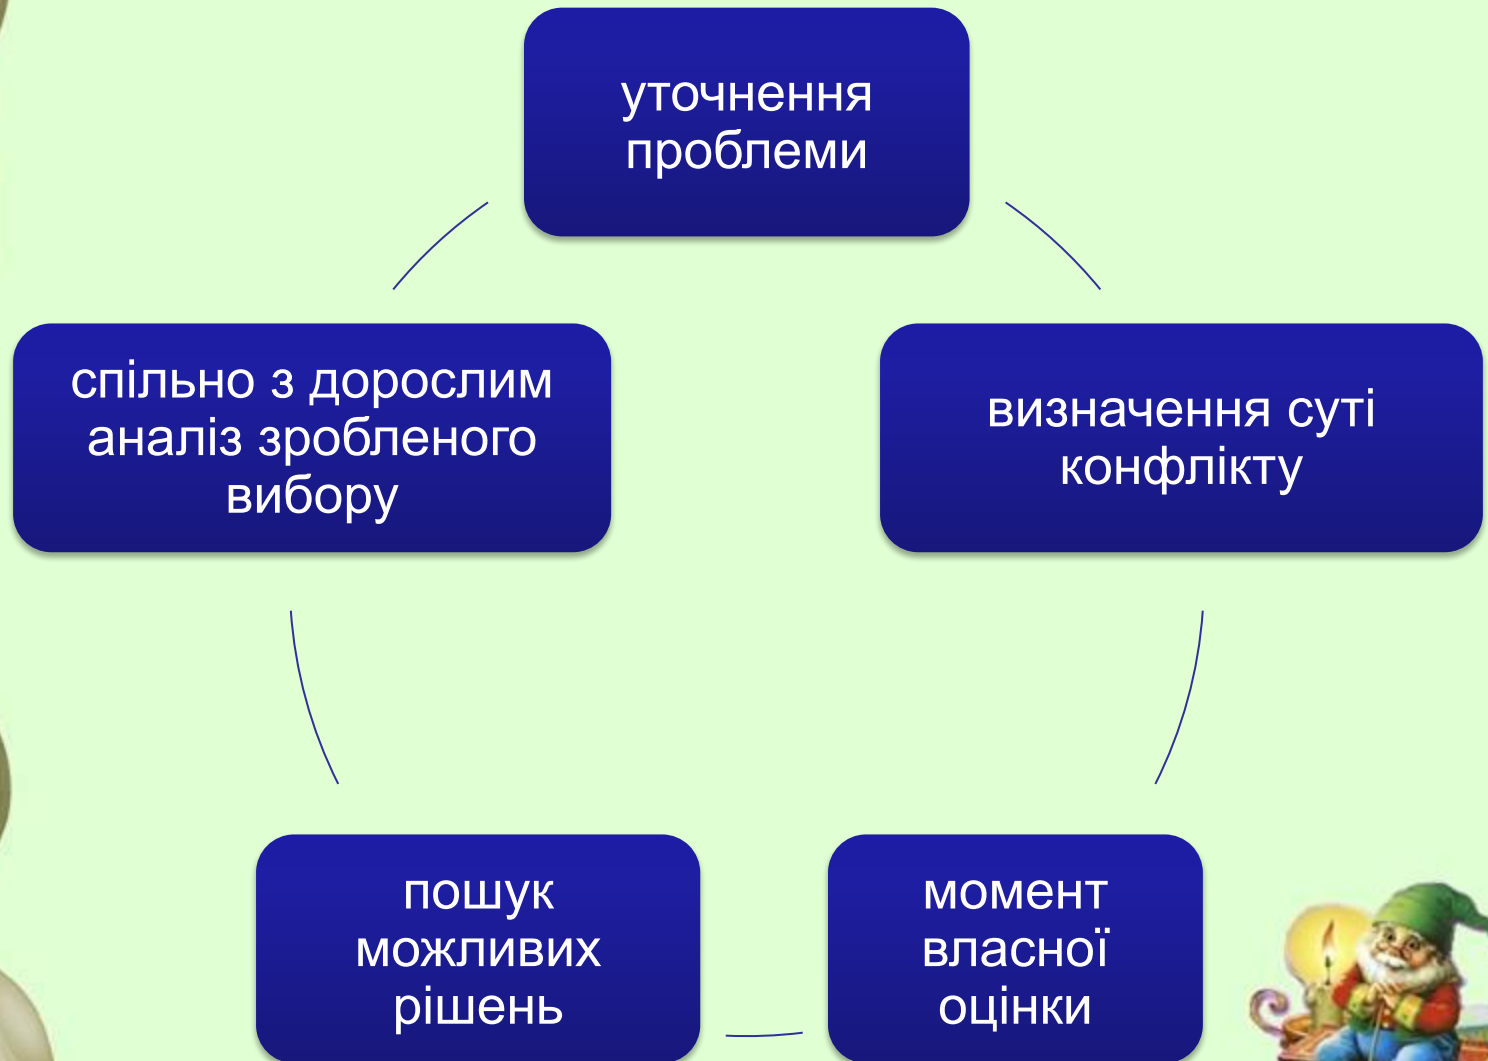 уточнення
проблеми
визначення суті
конфлікту
момент
власної
оцінки
пошук
можливих
рішень
спільно з дорослим
аналіз зробленого
вибору